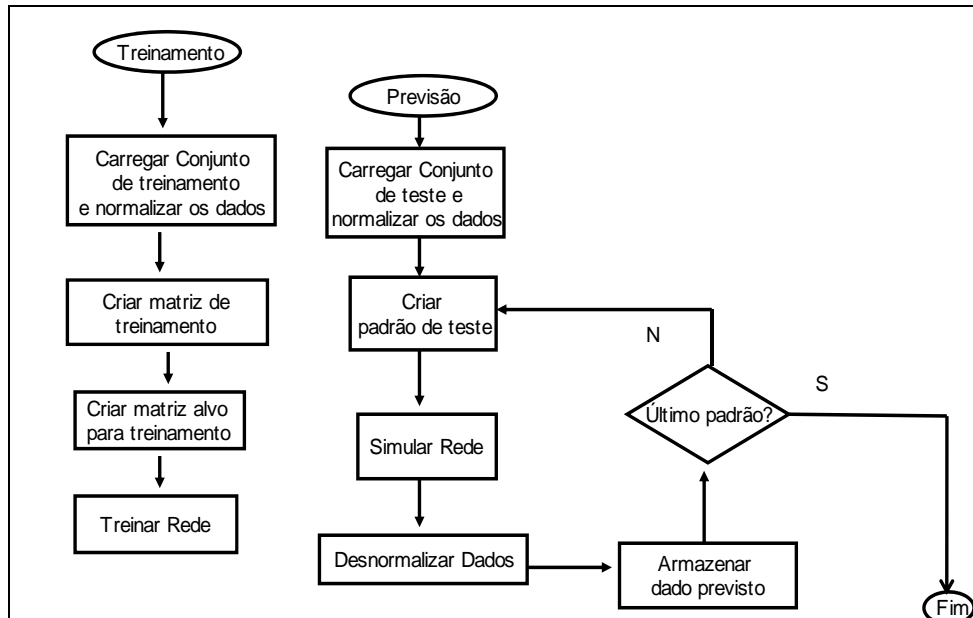 Treinamento
Carregar Conjunto
de treinamento
e normalizar os dados
Criar matriz de
treinamento
Criar matriz alvo
para treinamento
Treinar Rede
Previsão
Carregar Conjunto
de teste e
normalizar os dados
Criar
padrão de teste
Simular Rede
Desnormalizar Dados
Armazenar
dado previsto
Último padrão?
N
S
Fim